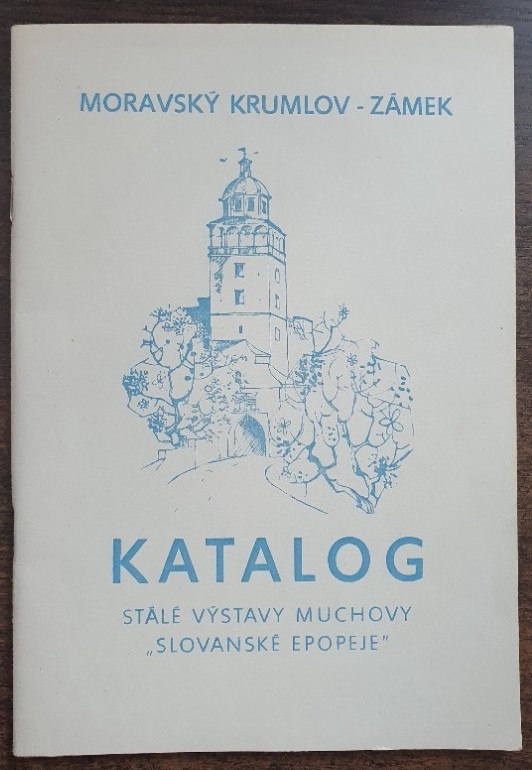 MORAVSKÝ KRUMLOV - ZÁMEK
KATALOG
STÁLÉ VÝSTAVY MUCHOVY
„SLOVANSKÉ EPOPEJE"